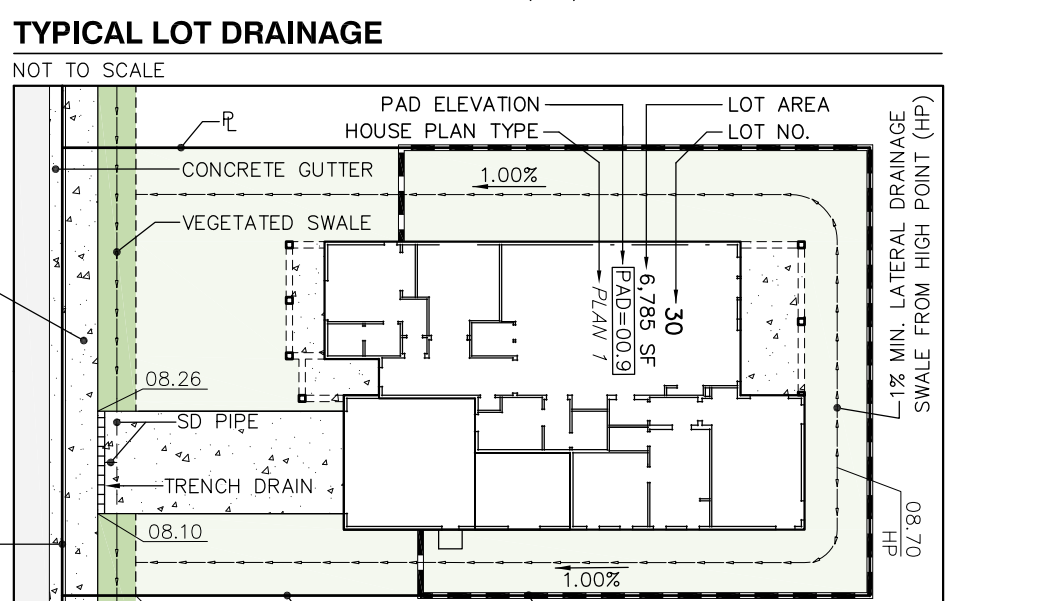 TYPICAL LOT DRAINAGE
NOT TO SCALE
PAD ELEVATION
LOT AREA
HOUSE PLAN TYPE
LOT NO.
PL
CONCRETE GUTTER
1.00%
VEGETATED SWALE
1% MIN. LATERAL DRAINAGE
SWALE FROM HIGH POINT (HP)
30
6,785 SF
PAD=00.9
PLAN 1
08.26
SD PIPE
TRENCH DRAIN
08.10
08.70
HP
1.00%